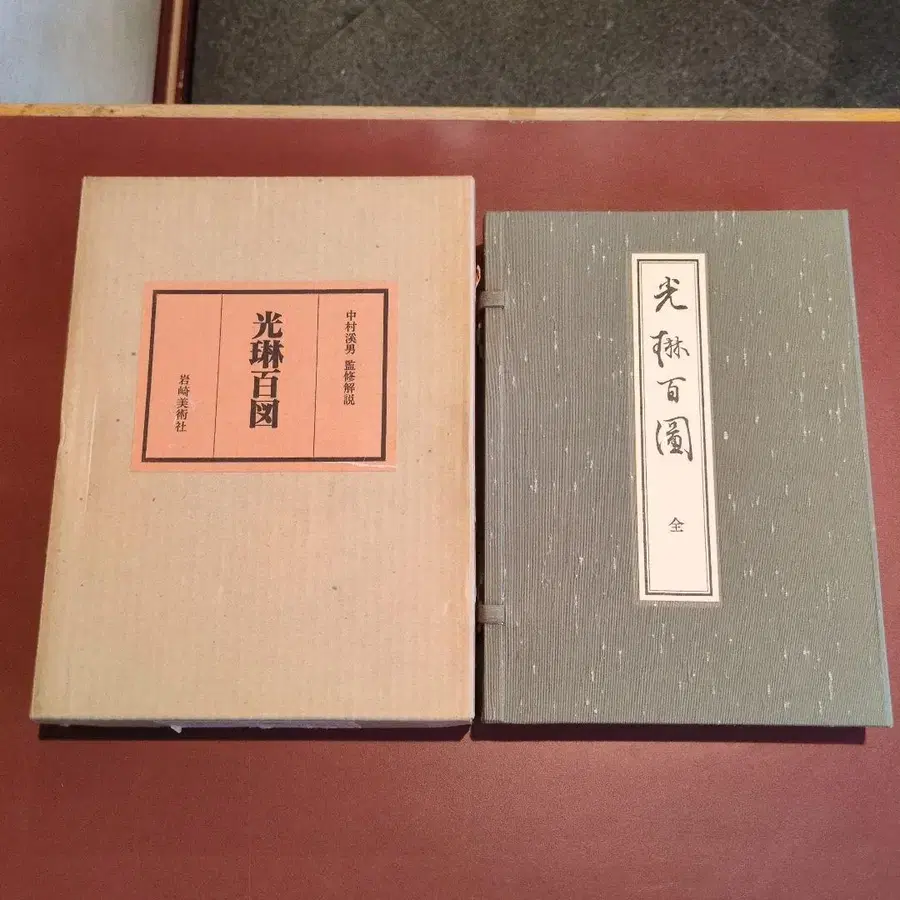 中村溪男 監修解説
光琳百図
岩崎美術社
光琳百圖
全